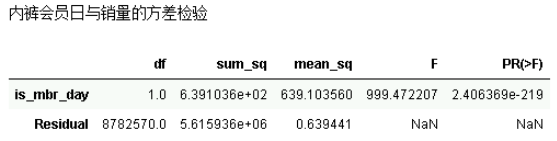 内裤会员日与销量的方差检验
df sum_sq mean_sq F PR(>F)
is_mbr_day 1.0 6.391036e+02 639.103560 999.472207 2.406369e-219
Residual 8782570.0 5.615936e+06 0.639441 NaN NaN